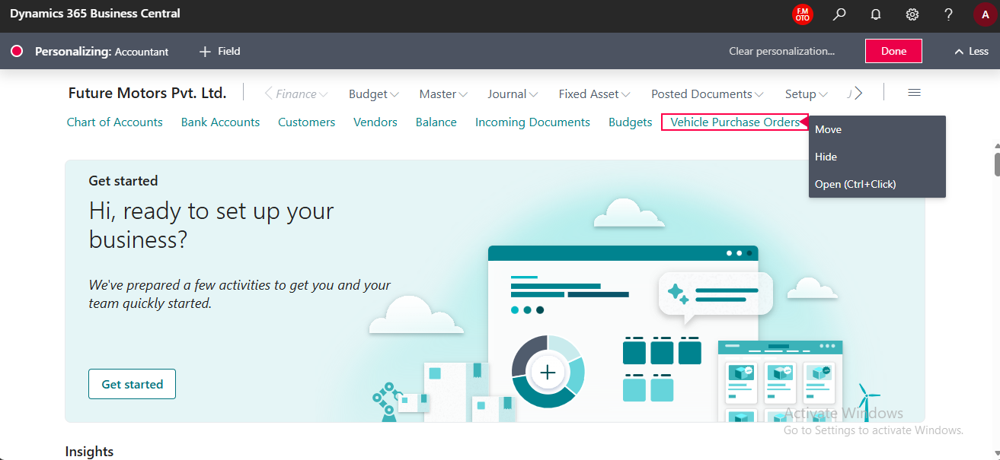 Dynamics 365 Business Central
F.M
OTO
?
A
Personalizing: Accountant
+ Field
Clear personalization...
Done
Less
Future Motors Pvt. Ltd.
Finance
Budget
Master
Journal
Fixed Asset
Posted Documents
Setup
Chart of Accounts
Bank Accounts
Customers
Vendors
Balance
Incoming Documents
Budgets
Vehicle Purchase Orders
Move
Hide
Open (Ctrl+Click)
Get started
Hi, ready to set up your
business?
We've prepared a few activities to get you and your
team quickly started.
Get started
Activate Windows
Go to Settings to activate Windows.
Insights